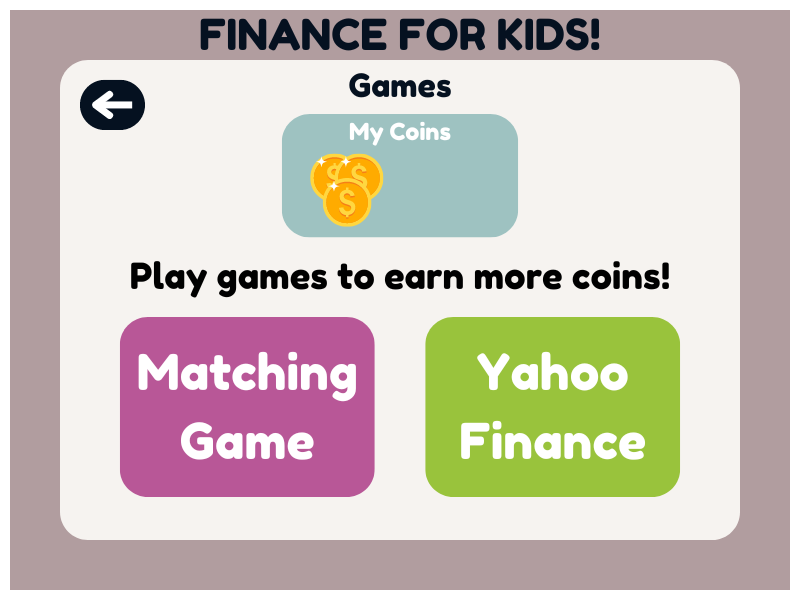 FINANCE FOR KIDS!
Games
My Coins
$ $
$
Play games to earn more coins!
Matching
Game
Yahoo
Finance